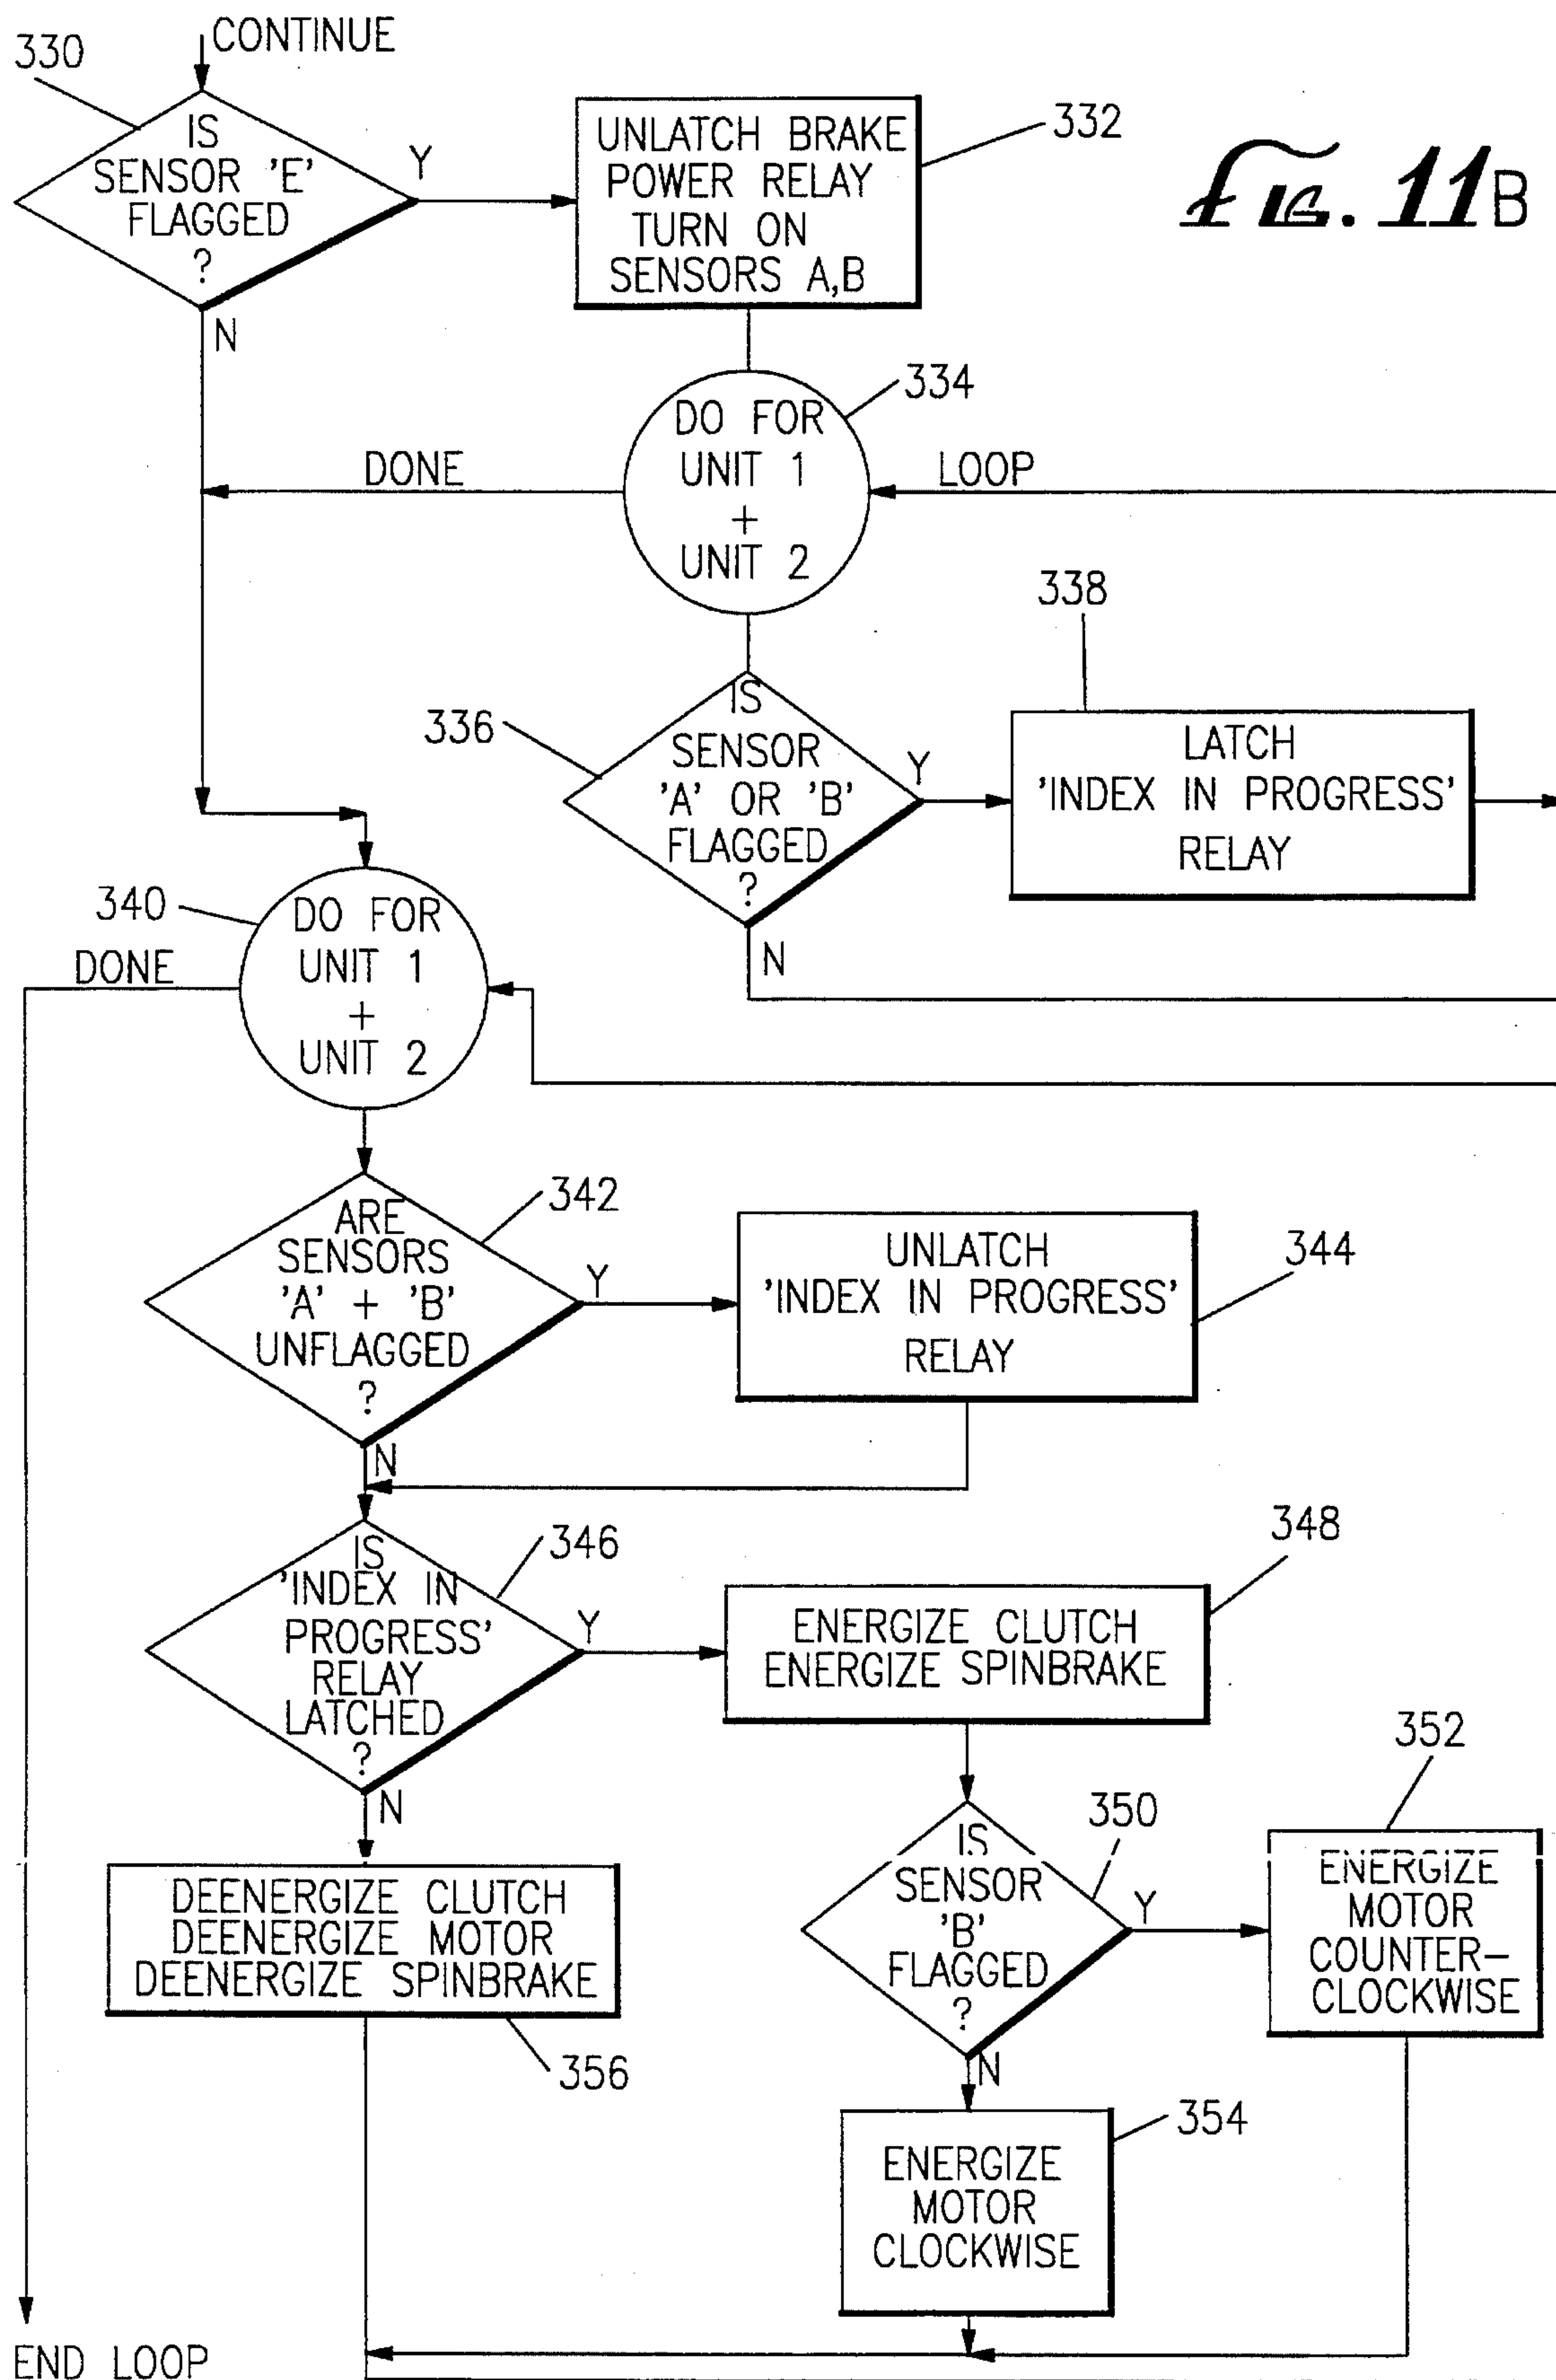 CONTINUE
330
IS
SENSOR 'E'
FLAGGED
?
Y
N
UNLATCH BRAKE
POWER RELAY
TURN ON
SENSORS A,B
332
FIG. 11B
DO FOR
UNIT 1
+
UNIT 2
334
DONE
LOOP
IS
SENSOR
'A' OR 'B'
FLAGGED
?
336
Y
N
338
LATCH
'INDEX IN PROGRESS'
RELAY
340
DO FOR
UNIT 1
+
UNIT 2
DONE
ARE
SENSORS
'A' + 'B'
UNFLAGGED
?
342
Y
N
UNLATCH
'INDEX IN PROGRESS'
RELAY
344
IS
'INDEX IN
PROGRESS'
RELAY
LATCHED
?
346
Y
N
348
ENERGIZE CLUTCH
ENERGIZE SPINBRAKE
IS
SENSOR
'B'
FLAGGED
?
350
Y
N
352
ENERGIZE
MOTOR
COUNTER-
CLOCKWISE
DEENERGIZE CLUTCH
DEENERGIZE MOTOR
DEENERGIZE SPINBRAKE
356
ENERGIZE
MOTOR
CLOCKWISE
354
END LOOP